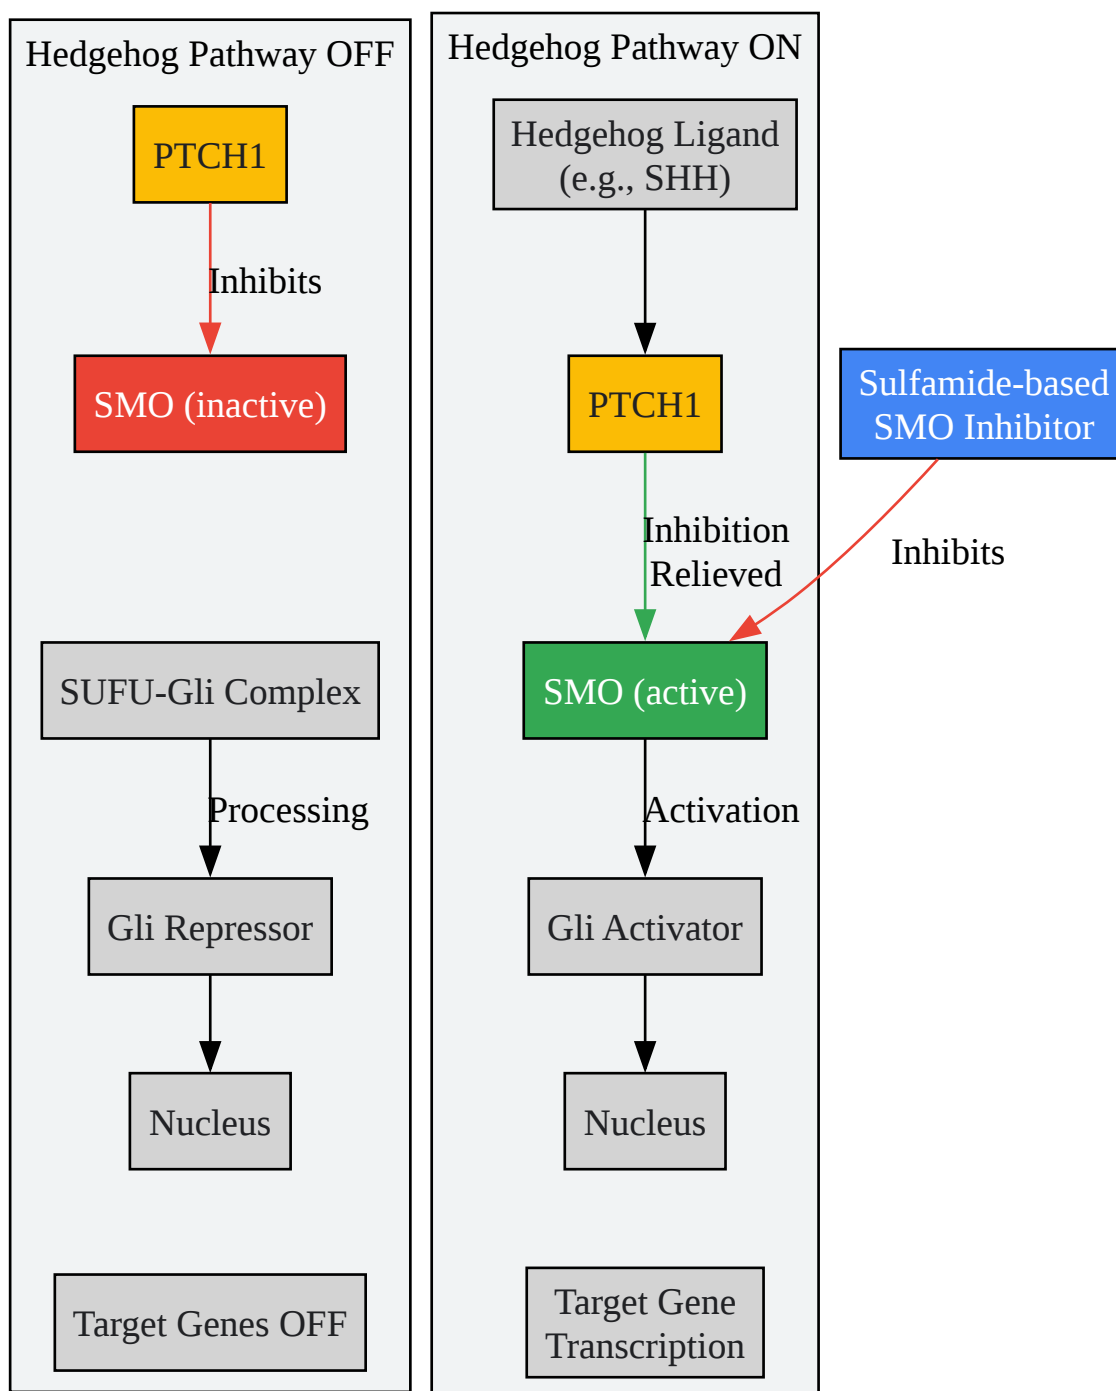 Hedgehog Pathway OFF
PTCH1
Inhibits
SMO (inactive)
SUFU-Gli Complex
Processing
Gli Repressor
Nucleus
Target Genes OFF
Hedgehog Pathway ON
Hedgehog Ligand
(e.g., SHH)
PTCH1
Inhibition
Relieved
SMO (active)
Activation
Gli Activator
Nucleus
Target Gene
Transcription
Sulfamide-based
SMO Inhibitor
Inhibits